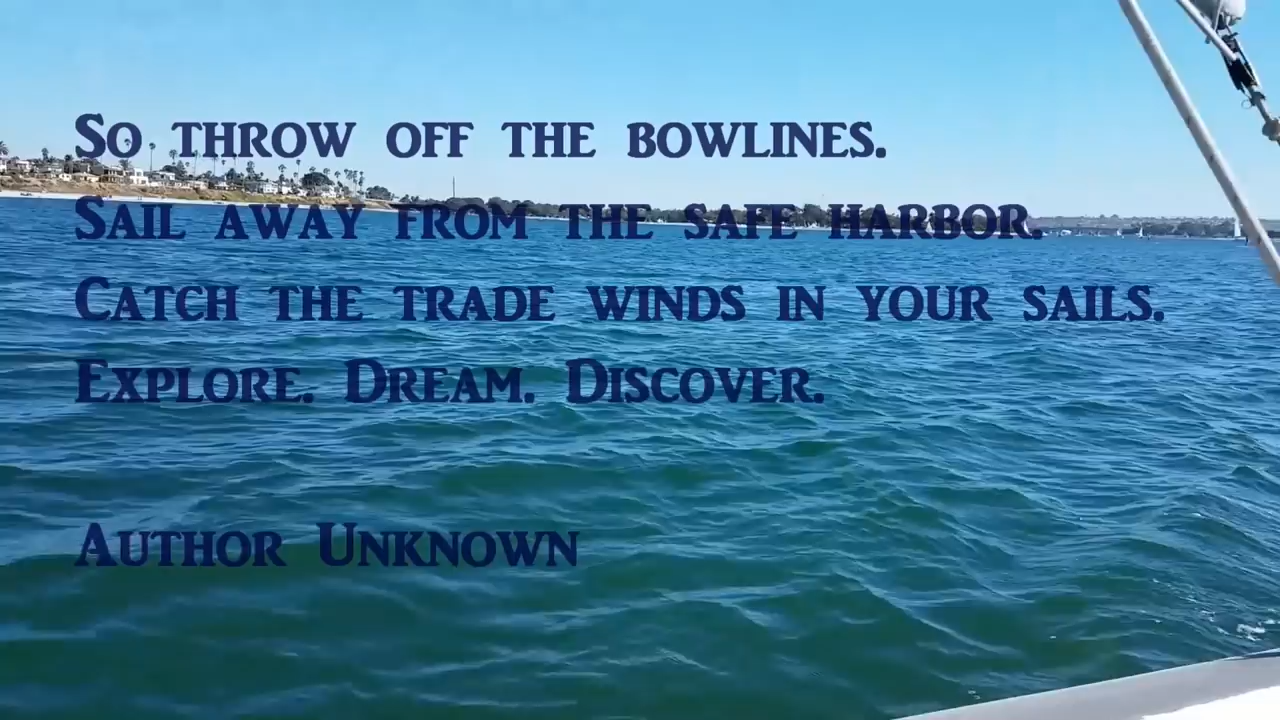 So throw off the bowlines.
Sail away from the safe harbor.
Catch the trade winds in your sails.
Explore. Dream. Discover.
Author Unknown